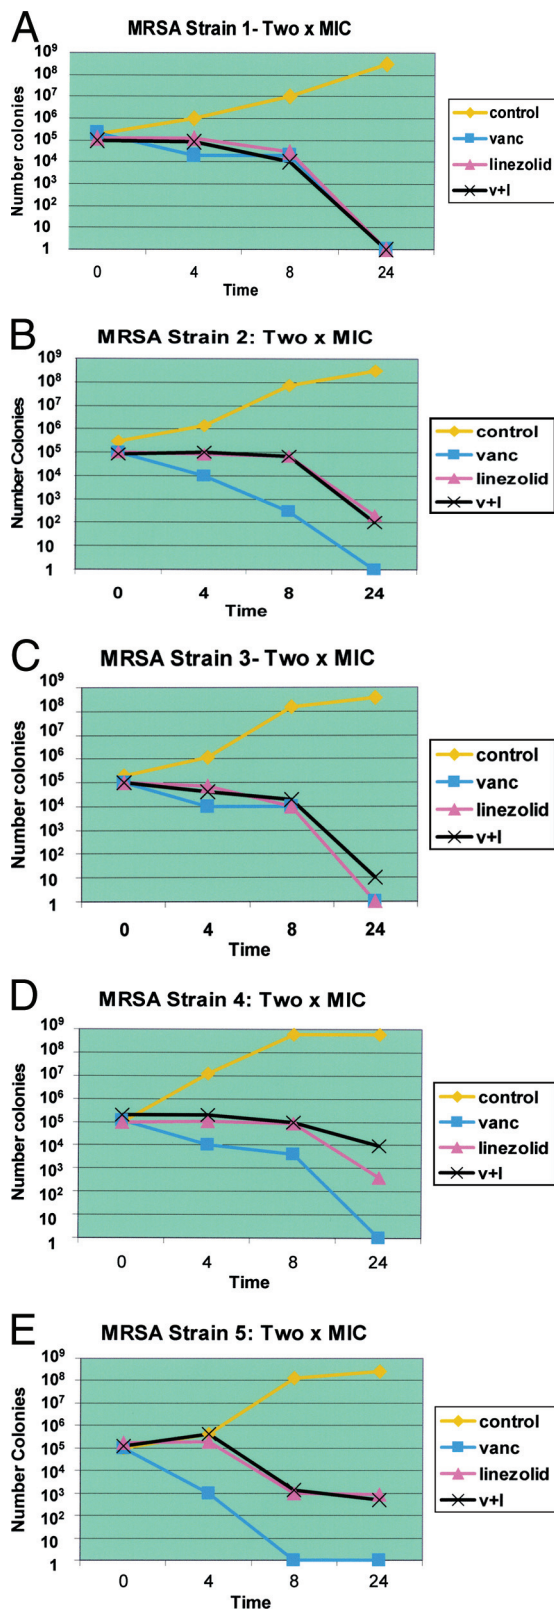 A
MRSA Strain 1- Two x MIC
Number colonies
10⁹
10⁸
10⁷
10⁶
10⁵
10⁴
10³
10²
10
1
0 4 8 24
Time
control
vanc
linezolid
v+l
B
MRSA Strain 2: Two x MIC
Number Colonies
10⁹
10⁸
10⁷
10⁶
10⁵
10⁴
10³
10²
10
1
0 4 8 24
Time
control
vanc
linezolid
v+l
C
MRSA Strain 3- Two x MIC
Number colonies
10⁹
10⁸
10⁷
10⁶
10⁵
10⁴
10³
10²
10
1
0 4 8 24
Time
control
vanc
linezolid
v+l
D
MRSA Strain 4: Two x MIC
Number colonies
10⁹
10⁸
10⁷
10⁶
10⁵
10⁴
10³
10²
10
1
0 4 8 24
Time
control
vanc
linezolid
v+l
E
MRSA Strain 5: Two x MIC
Number Colonies
10⁹
10⁸
10⁷
10⁶
10⁵
10⁴
10³
10²
10
1
0 4 8 24
Time
control
vanc
linezolid
v+l